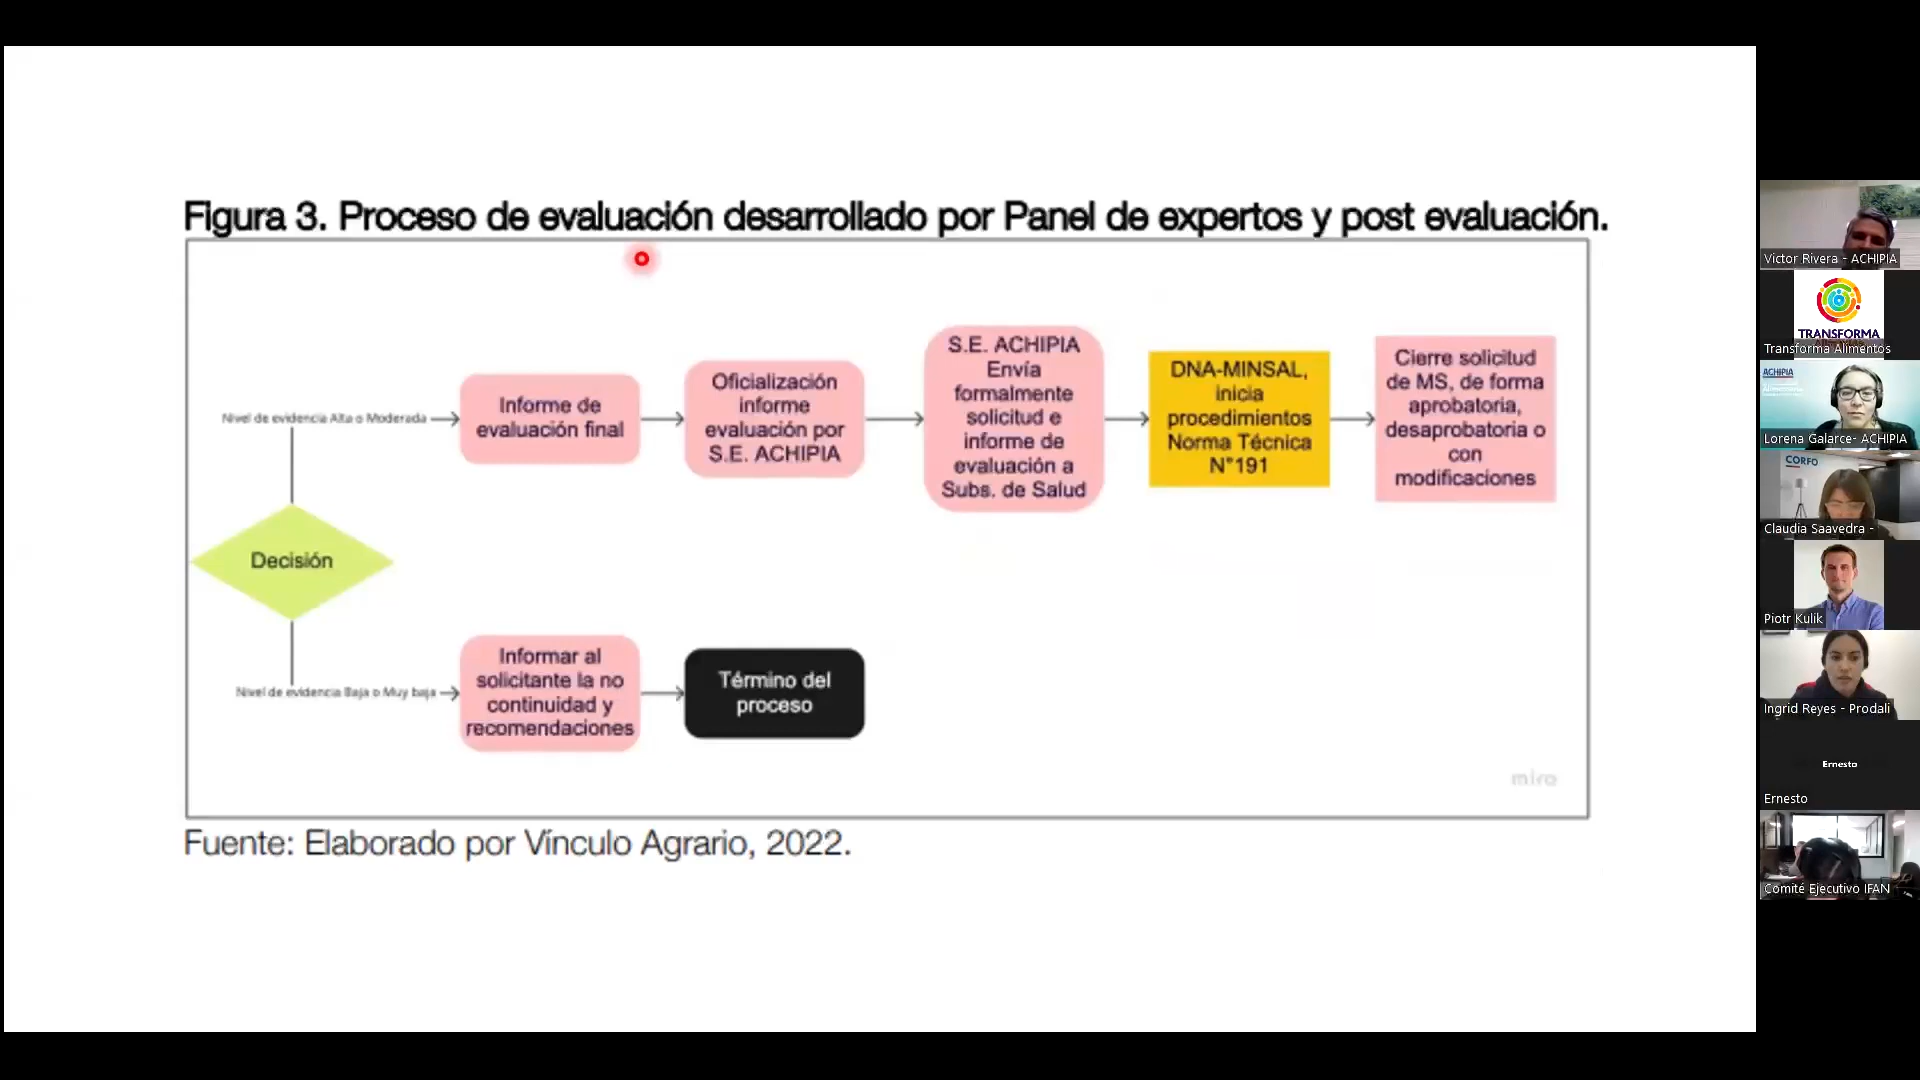 Figura 3. Proceso de evaluación desarrollado por Panel de expertos y post evaluación.
Nivel de evidencia Alta o Moderada
Informe de
evaluación final
Oficialización
informe
evaluación por
S.E. ACHIPIA
S.E. ACHIPIA
Envía
formalmente
solicitud e
informe de
evaluación a
Subs. de Salud
DNA-MINSAL,
inicia
procedimientos
Norma Técnica
N°191
Cierre solicitud
de MS, de forma
aprobatoria,
desaprobatoria o
con
modificaciones
Decisión
Nivel de evidencia Baja o Muy baja
Informar al
solicitante la no
continuidad y
recomendaciones
Término del
proceso
miro
Fuente: Elaborado por Vínculo Agrario, 2022.
Victor Rivera - ACHIPIA
TRANSFORMA
Transforma Alimentos
ACHIPIA
Lorena Galarce- ACHIPIA
CORFO
Claudia Saavedra -
Piotr Kulik
Ingrid Reyes - Prodali
Ernesto
Ernesto
Comité Ejecutivo IFAN